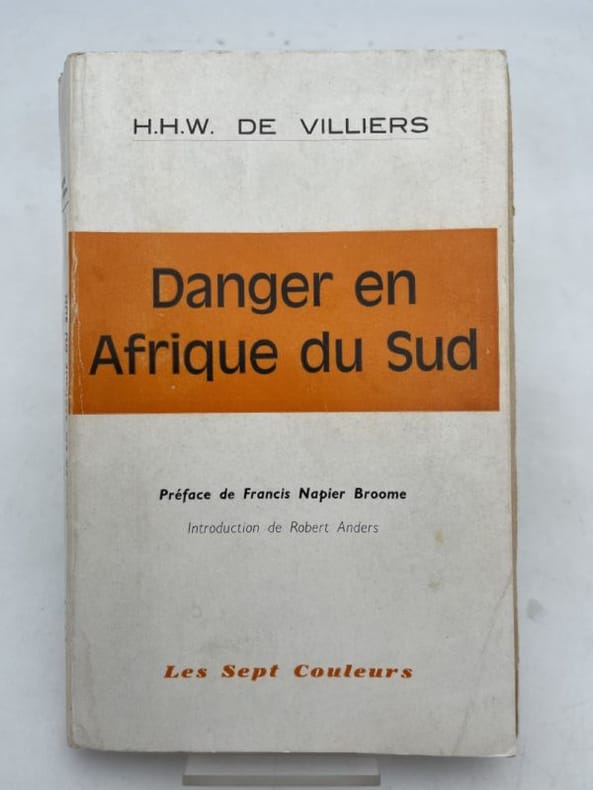 H.H.W. DE VILLIERS
Danger en
Afrique du Sud
Préface de Francis Napier Broome
Introduction de Robert Anders
Les Sept Couleurs